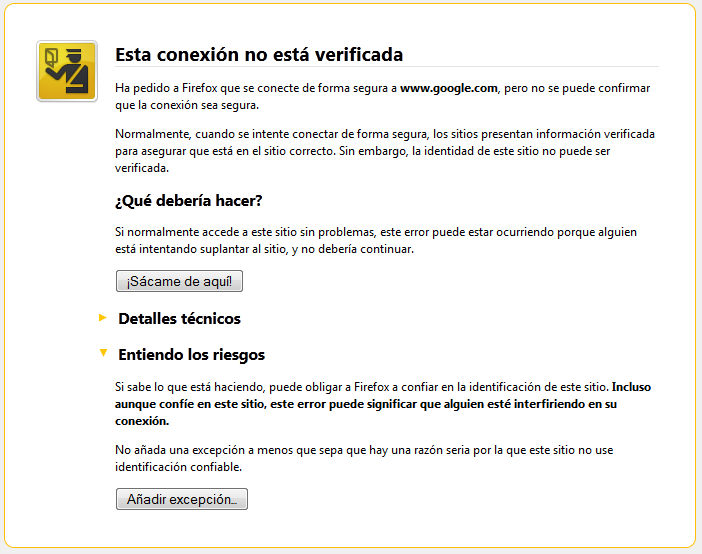 Esta conexión no está verificada
Ha pedido a Firefox que se conecte de forma segura a www.google.com, pero no se puede confirmar
que la conexión sea segura.
Normalmente, cuando se intente conectar de forma segura, los sitios presentan información verificada
para asegurar que está en el sitio correcto. Sin embargo, la identidad de este sitio no puede ser
verificada.
¿Qué debería hacer?
Si normalmente accede a este sitio sin problemas, este error puede estar ocurriendo porque alguien
está intentando suplantar al sitio, y no debería continuar.
¡Sácame de aquí!
Detalles técnicos
Entiendo los riesgos
Si sabe lo que está haciendo, puede obligar a Firefox a confiar en la identificación de este sitio. Incluso
aunque confíe en este sitio, este error puede significar que alguien esté interfiriendo en su
conexión.
No añada una excepción a menos que sepa que hay una razón seria por la que este sitio no use
identificación confiable.
Añadir excepción...